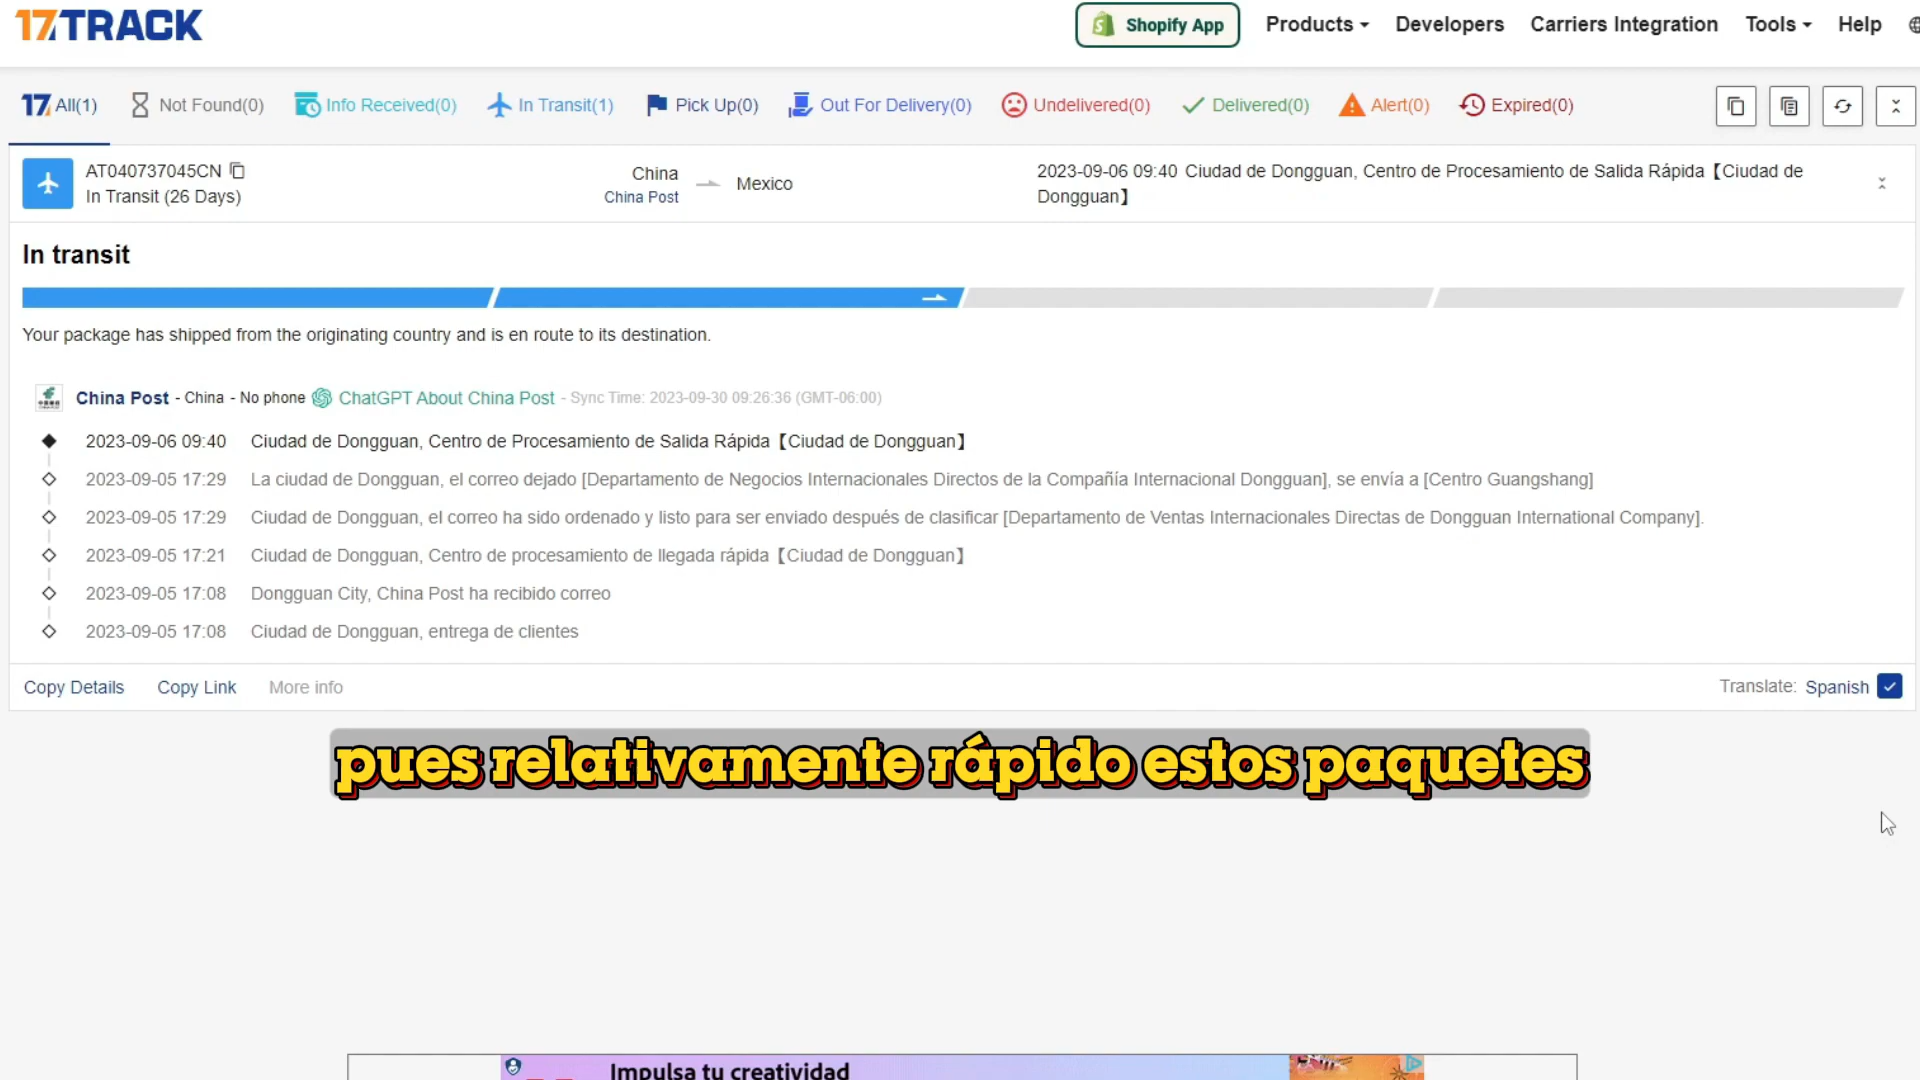 17TRACK
Shopify App
Products
Developers
Carriers Integration
Tools
Help
17 All(1)
Not Found(0)
Info Received(0)
In Transit(1)
Pick Up(0)
Out For Delivery(0)
Undelivered(0)
Delivered(0)
Alert(0)
Expired(0)
AT040737045CN
In Transit (26 Days)
China
China Post
Mexico
2023-09-06 09:40 Ciudad de Dongguan, Centro de Procesamiento de Salida Rápida【Ciudad de
Dongguan】
In transit
Your package has shipped from the originating country and is en route to its destination.
China Post - China - No phone ChatGPT About China Post - Sync Time: 2023-09-30 09:26:36 (GMT-06:00)
2023-09-06 09:40 Ciudad de Dongguan, Centro de Procesamiento de Salida Rápida【Ciudad de Dongguan】
2023-09-05 17:29 La ciudad de Dongguan, el correo dejado [Departamento de Negocios Internacionales Directos de la Compañía Internacional Dongguan], se envía a [Centro Guangshang]
2023-09-05 17:29 Ciudad de Dongguan, el correo ha sido ordenado y listo para ser enviado después de clasificar [Departamento de Ventas Internacionales Directas de Dongguan International Company].
2023-09-05 17:21 Ciudad de Dongguan, Centro de procesamiento de llegada rápida【Ciudad de Dongguan】
2023-09-05 17:08 Dongguan City, China Post ha recibido correo
2023-09-05 17:08 Ciudad de Dongguan, entrega de clientes
Copy Details
Copy Link
More info
Translate: Spanish
pues relativamente rápido estos paquetes
Impulsa tu creatividad